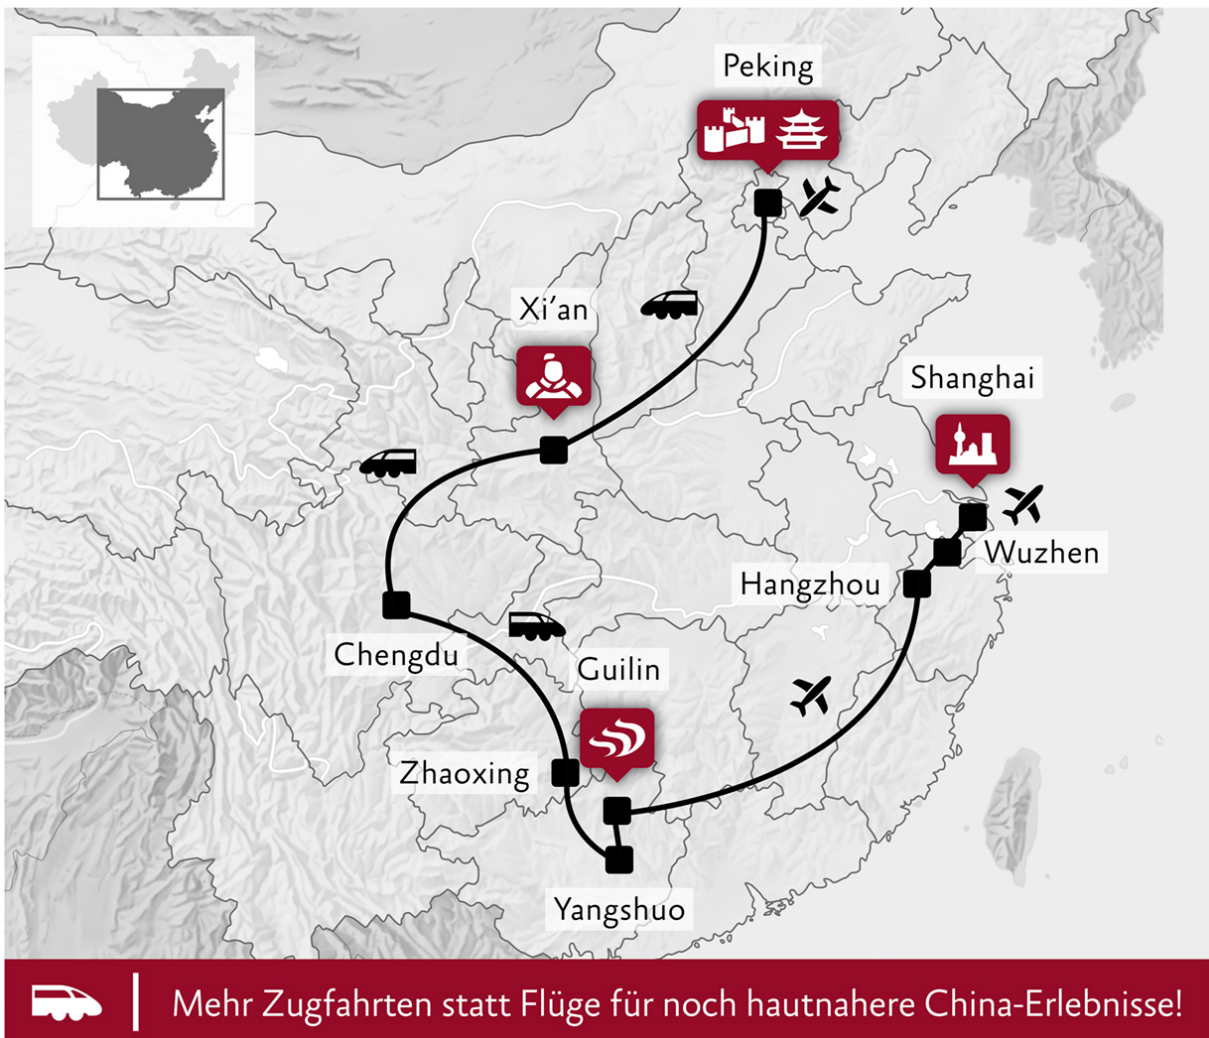 Peking
Xi’an
Shanghai
Wuzhen
Hangzhou
Chengdu
Guilin
Zhaoxing
Yangshuo
Mehr Zugfahrten statt Flüge für noch hautnahere China-Erlebnisse!